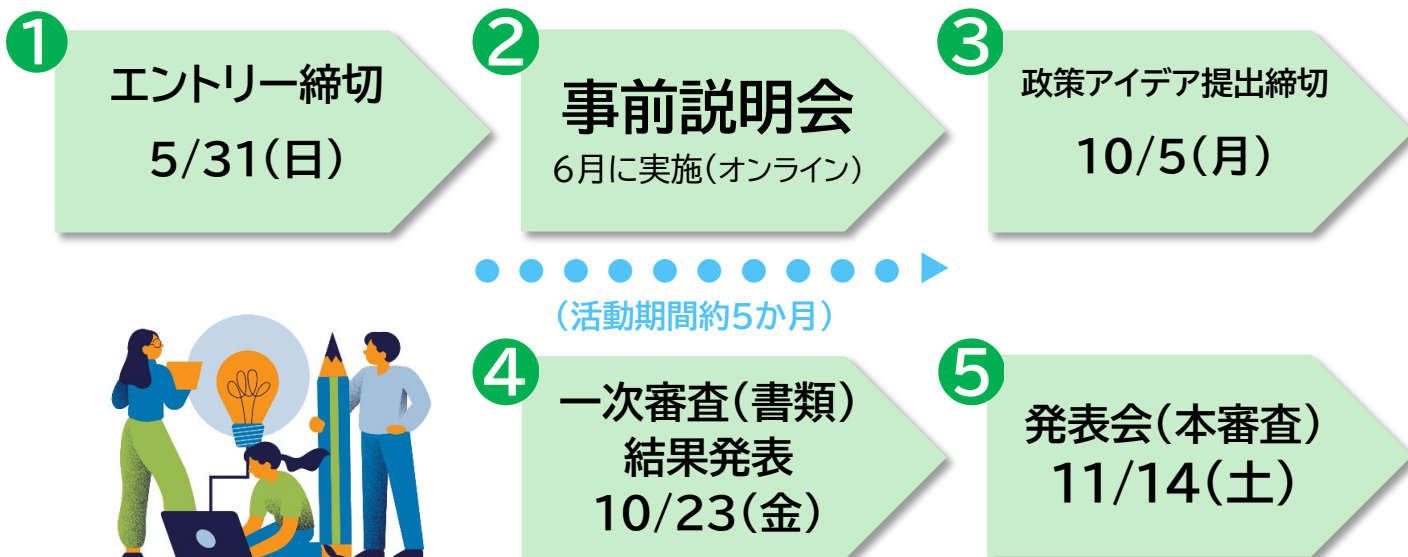 1
エントリー締切
5/31(日)
2
事前説明会
6月に実施(オンライン)
3
政策アイデア提出締切
10/5(月)
(活動期間約5か月)
4
一次審査(書類)
結果発表
10/23(金)
5
発表会(本審査)
11/14(土)